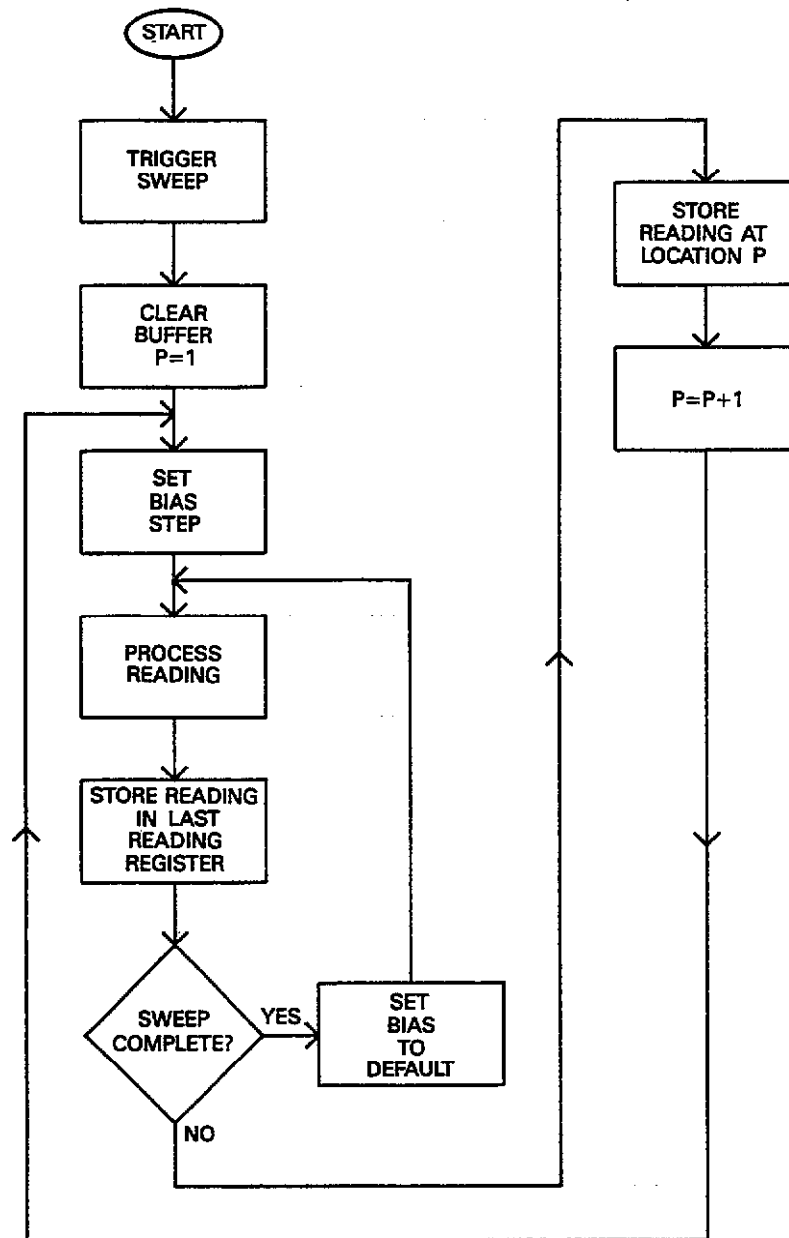 START
TRIGGER
SWEEP
CLEAR
BUFFER
P=1
SET
BIAS
STEP
PROCESS
READING
STORE READING
IN LAST
READING
REGISTER
SWEEP
COMPLETE?
YES
NO
SET
BIAS
TO
DEFAULT
STORE
READING AT
LOCATION P
P=P+1